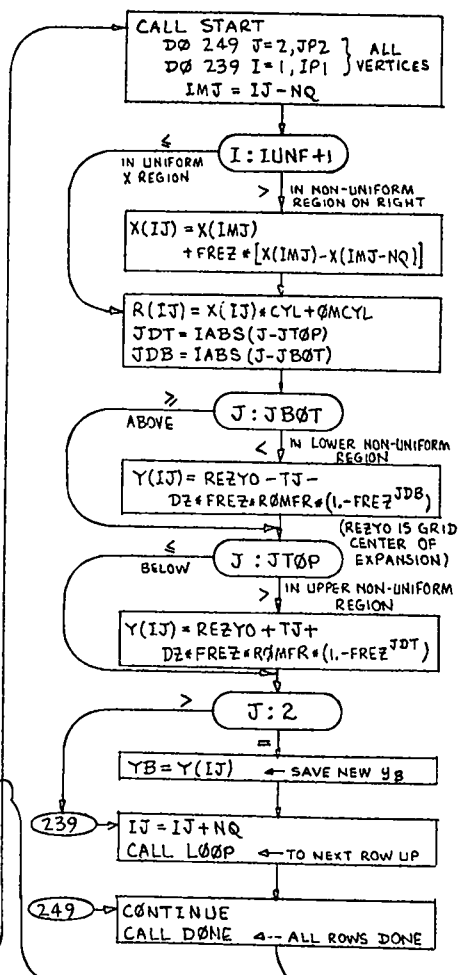 CALL START
DØ 249 J=2,JP2
DØ 239 I=1,IP1
} ALL VERTICES
IMJ = IJ-NQ
I : IUNF+1
≤
IN UNIFORM
X REGION
> IN NON-UNIFORM
REGION ON RIGHT
X(IJ) = X(IMJ)
+FREZ*[X(IMJ)-X(IMJ-NQ)]
R(IJ)=X(IJ)*CYL+ØMCYL
JDT=IABS(J-JTØP)
JDB=IABS(J-JBØT)
J : JBØT
≥
ABOVE
< IN LOWER NON-UNIFORM
REGION
Y(IJ) = REZYO-TJ-
DZ*FREZ*RØMFR*(1.-FREZ^JDB)
(REZYO IS GRID
CENTER OF
EXPANSION)
J : JTØP
≤
BELOW
> IN UPPER NON-UNIFORM
REGION
Y(IJ)=REZYO+TJ+
DZ*FREZ*RØMFR*(1.-FREZ^JDT)
J : 2
>
=
YB=Y(IJ) ← SAVE NEW yB
239
IJ=IJ+NQ
CALL LØØP ← TO NEXT ROW UP
249
CØNTINUE
CALL DØNE ← ALL ROWS DONE